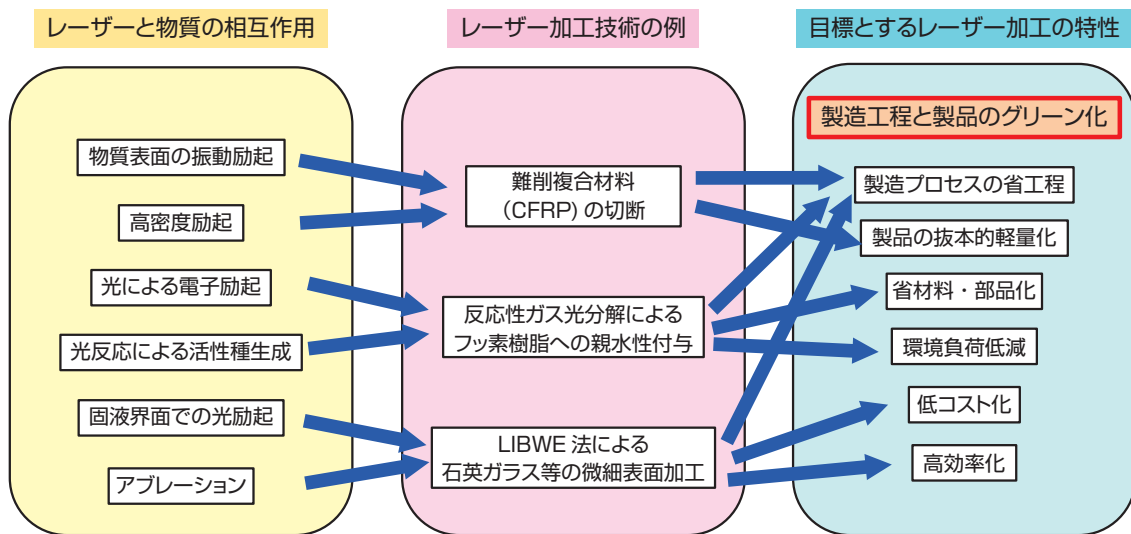 レーザーと物質の相互作用
物質表面の振動励起
高密度励起
光による電子励起
光反応による活性種生成
固液界面での光励起
アブレーション
レーザー加工技術の例
難削複合材料
（CFRP）の切断
反応性ガス光分解による
フッ素樹脂への親水性付与
LIBWE 法による
石英ガラス等の微細表面加工
目標とするレーザー加工の特性
製造工程と製品のグリーン化
製造プロセスの省工程
製品の抜本的軽量化
省材料・部品化
環境負荷低減
低コスト化
高効率化